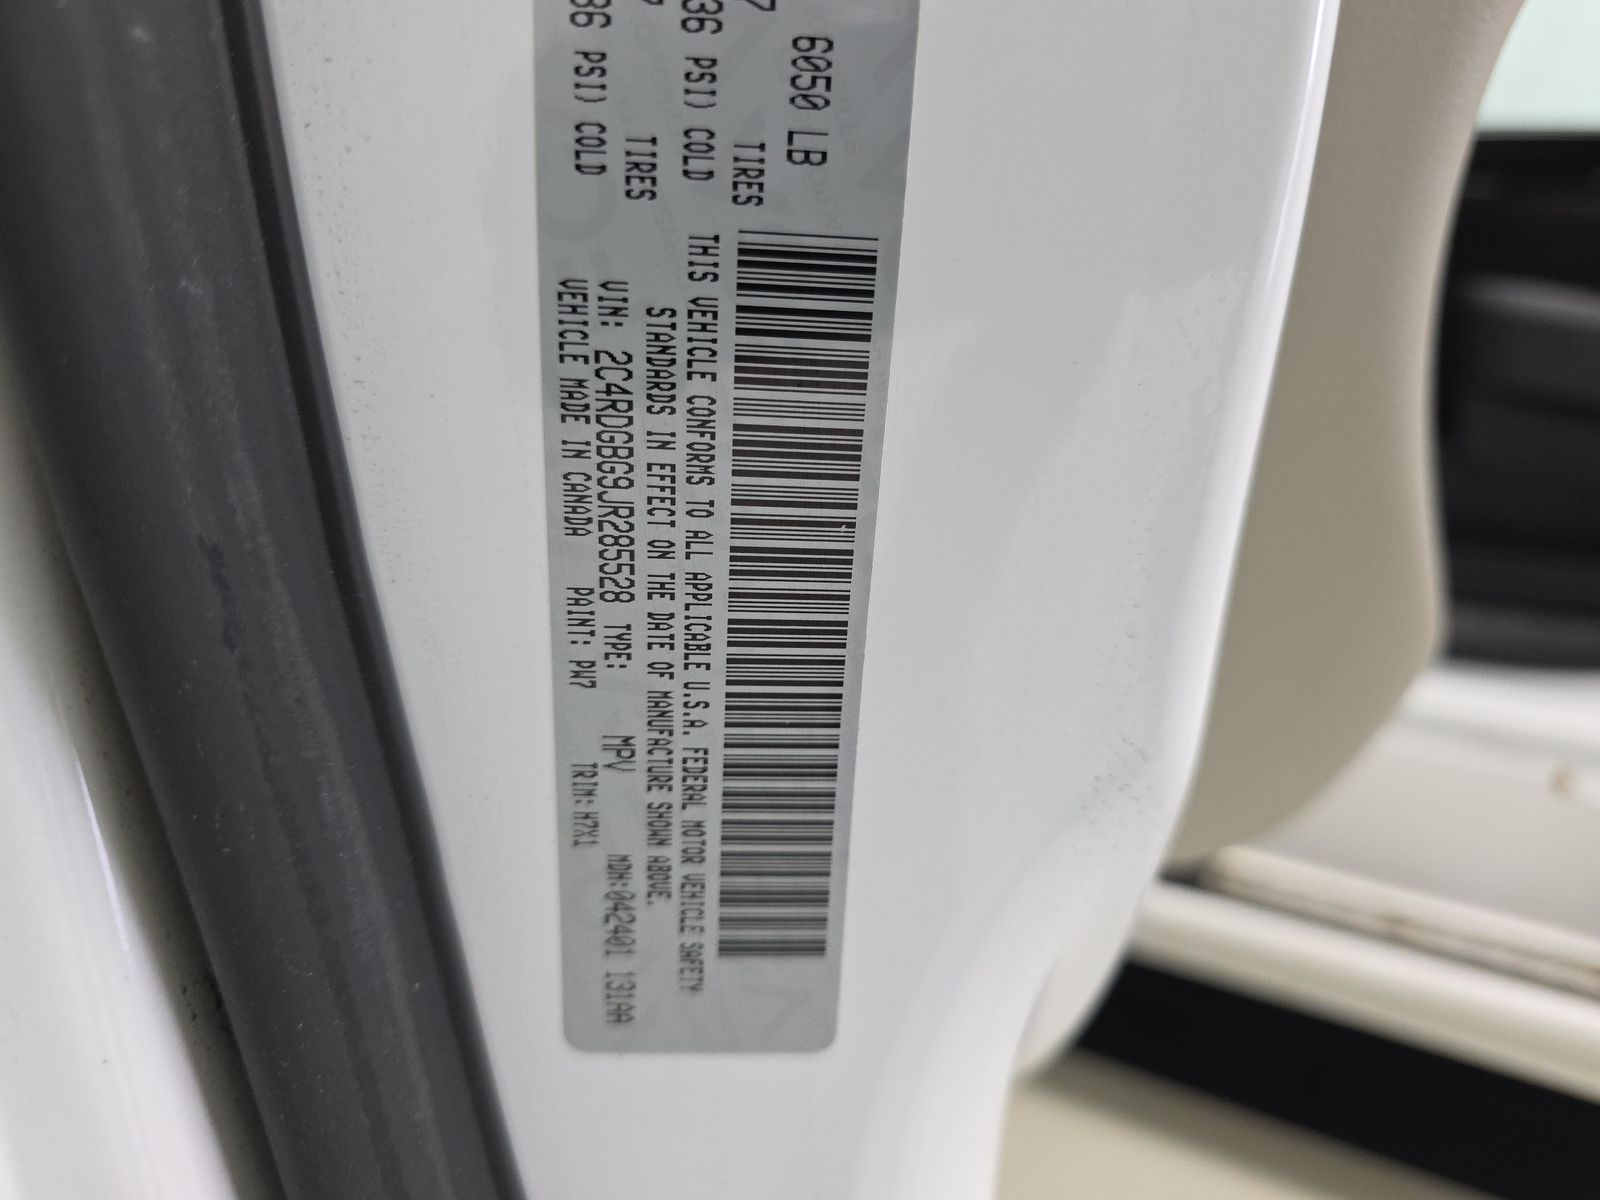 7 6050 LB
TIRES
36 PSI) COLD
7 TIRES
36 PSI) COLD
THIS VEHICLE CONFORMS TO ALL APPLICABLE U.S.A. FEDERAL MOTOR VEHICLE SAFETY
STANDARDS IN EFFECT ON THE DATE OF MANUFACTURE SHOWN ABOVE.
VIN: 2C4RDGBG9JR285528 TYPE: MPV MDH:042401 131AA
VEHICLE MADE IN CANADA PAINT: PW7 TRIM: H7X1